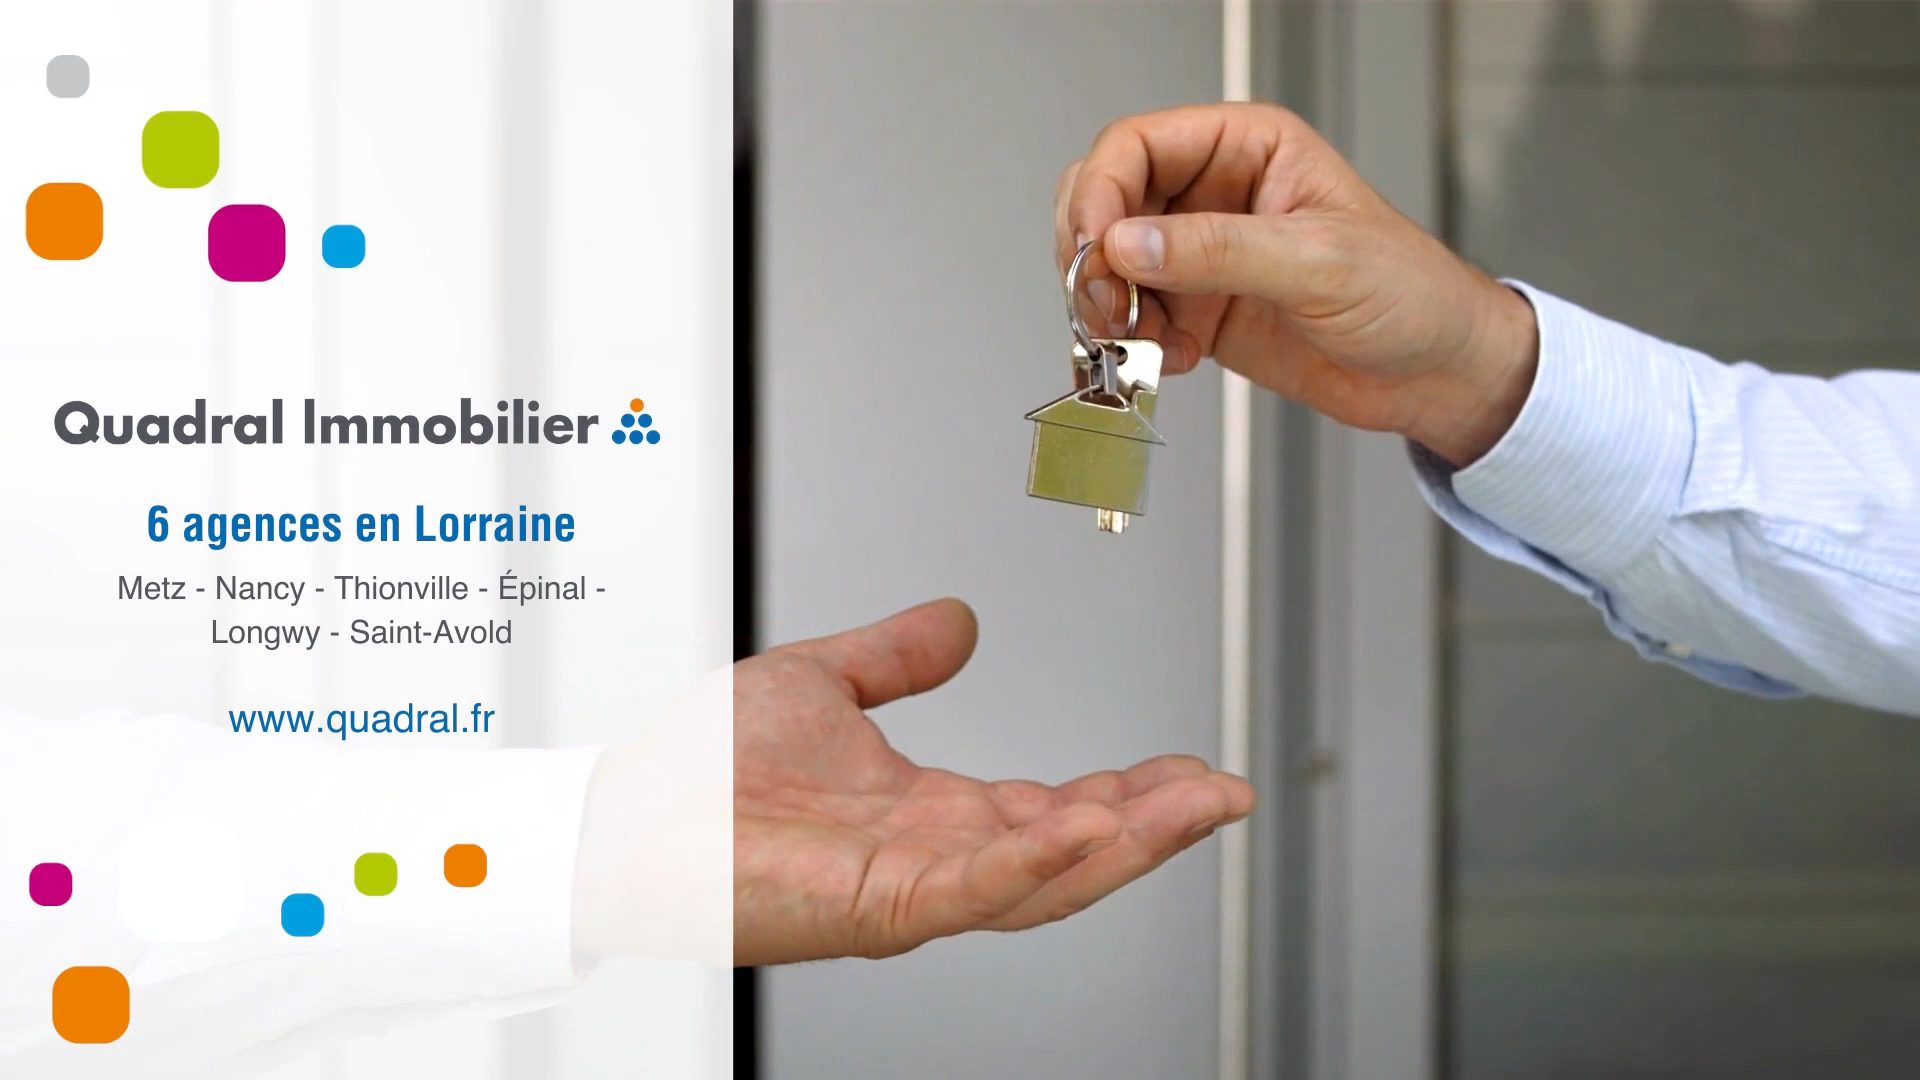 Quadral Immobilier
6 agences en Lorraine
Metz - Nancy - Thionville - Épinal -
Longwy - Saint-Avold
www.quadral.fr